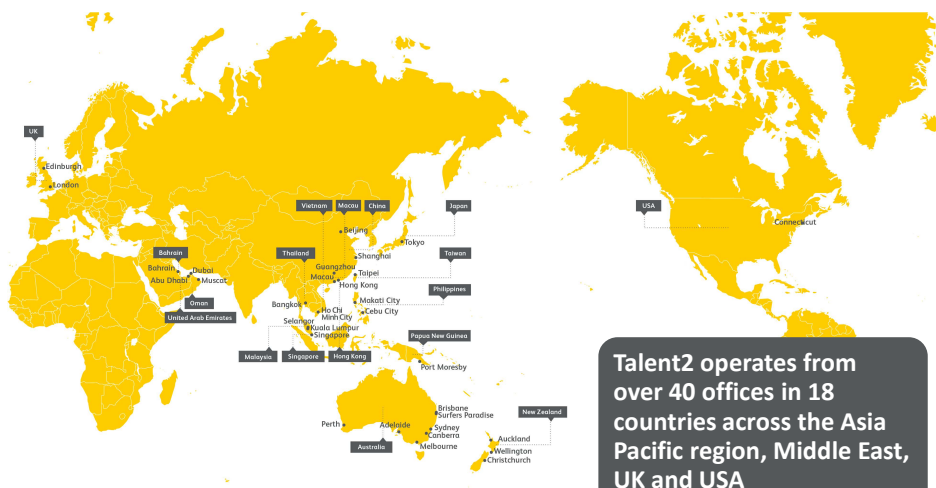 UK
Edinburgh
London
Vietnam
Macau
China
Japan
USA
Beijing
Connecticut
Tokyo
Bahrain
Thailand
Shanghai
Taiwan
Bahrain
Dubai
Guangzhou
Taipei
Abu Dhabi
Muscat
Macau
Hong Kong
Philippines
Oman
Bangkok
Makati City
United Arab Emirates
Ho Chi
Minh City
Cebu City
Selangor
Kuala Lumpur
Singapore
Papua New Guinea
Malaysia
Singapore
Hong Kong
Port Moresby
Talent2 operates from
over 40 offices in 18
countries across the Asia
Pacific region, Middle East,
UK and USA
Brisbane
Surfers Paradise
New Zealand
Perth
Adelaide
Sydney
Canberra
Auckland
Australia
Melbourne
Wellington
Christchurch